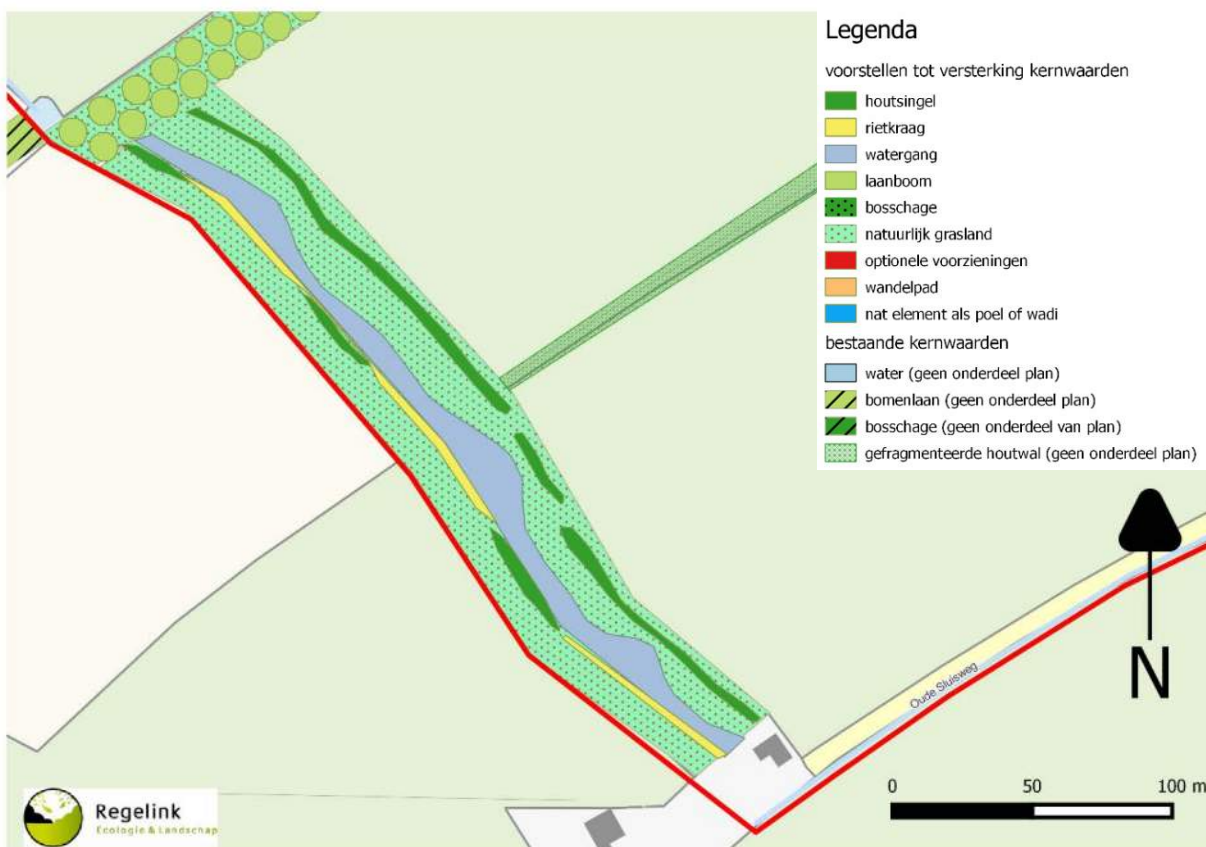 Legenda
voorstellen tot versterking kernwaarden
houtsingel
rietkraag
watergang
laanboom
bosschage
natuurlijk grasland
optionele voorzieningen
wandelpad
nat element als poel of wadi
bestaande kernwaarden
water (geen onderdeel plan)
bomenlaan (geen onderdeel plan)
bosschage (geen onderdeel van plan)
gefragmenteerde houtwal (geen onderdeel plan)
N
Oude Sluisweg
0 50 100 m
Regelink
Ecologie & Landschap